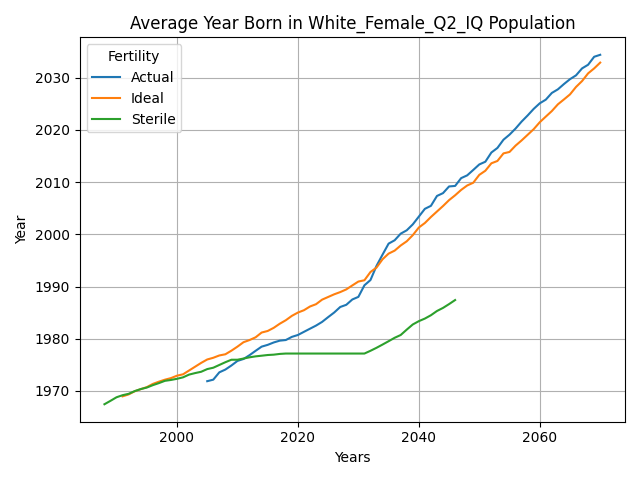 Average Year Born in White_Female_Q2_IQ Population
Fertility
Actual
Ideal
Sterile
Year
2030
2020
2010
2000
1990
1980
1970
2000
2020
2040
2060
Years